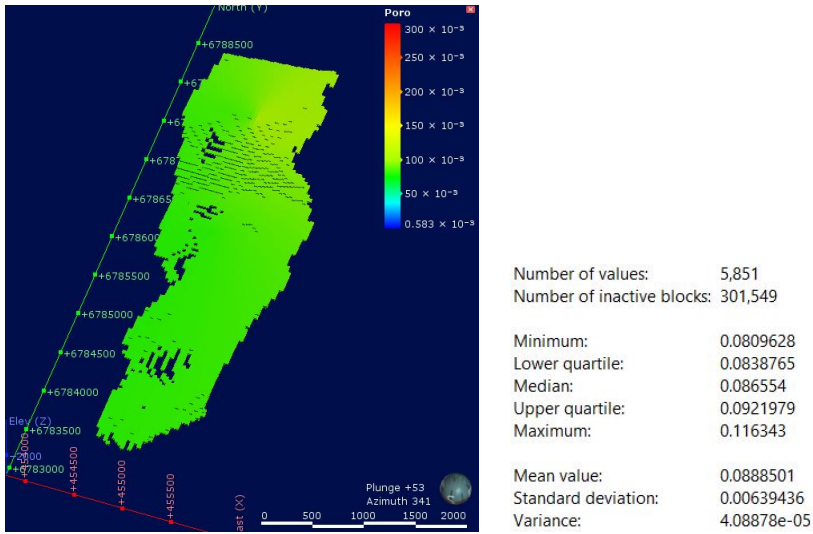 North (Y)
Poro
+6788500
300 × 10⁻³
250 × 10⁻³
200 × 10⁻³
150 × 10⁻³
100 × 10⁻³
50 × 10⁻³
0.583 × 10⁻³
+6786000
+6785500
+6785000
+6784500
+6784000
+6783500
+6783000
Elev (Z)
-2000
+454000
+454500
+455000
+455500
Plunge +53
Azimuth 341
0 500 1000 1500 2000
Number of values: 5,851
Number of inactive blocks: 301,549
Minimum: 0.0809628
Lower quartile: 0.0838765
Median: 0.086554
Upper quartile: 0.0921979
Maximum: 0.116343
Mean value: 0.0888501
Standard deviation: 0.00639436
Variance: 4.08878e-05